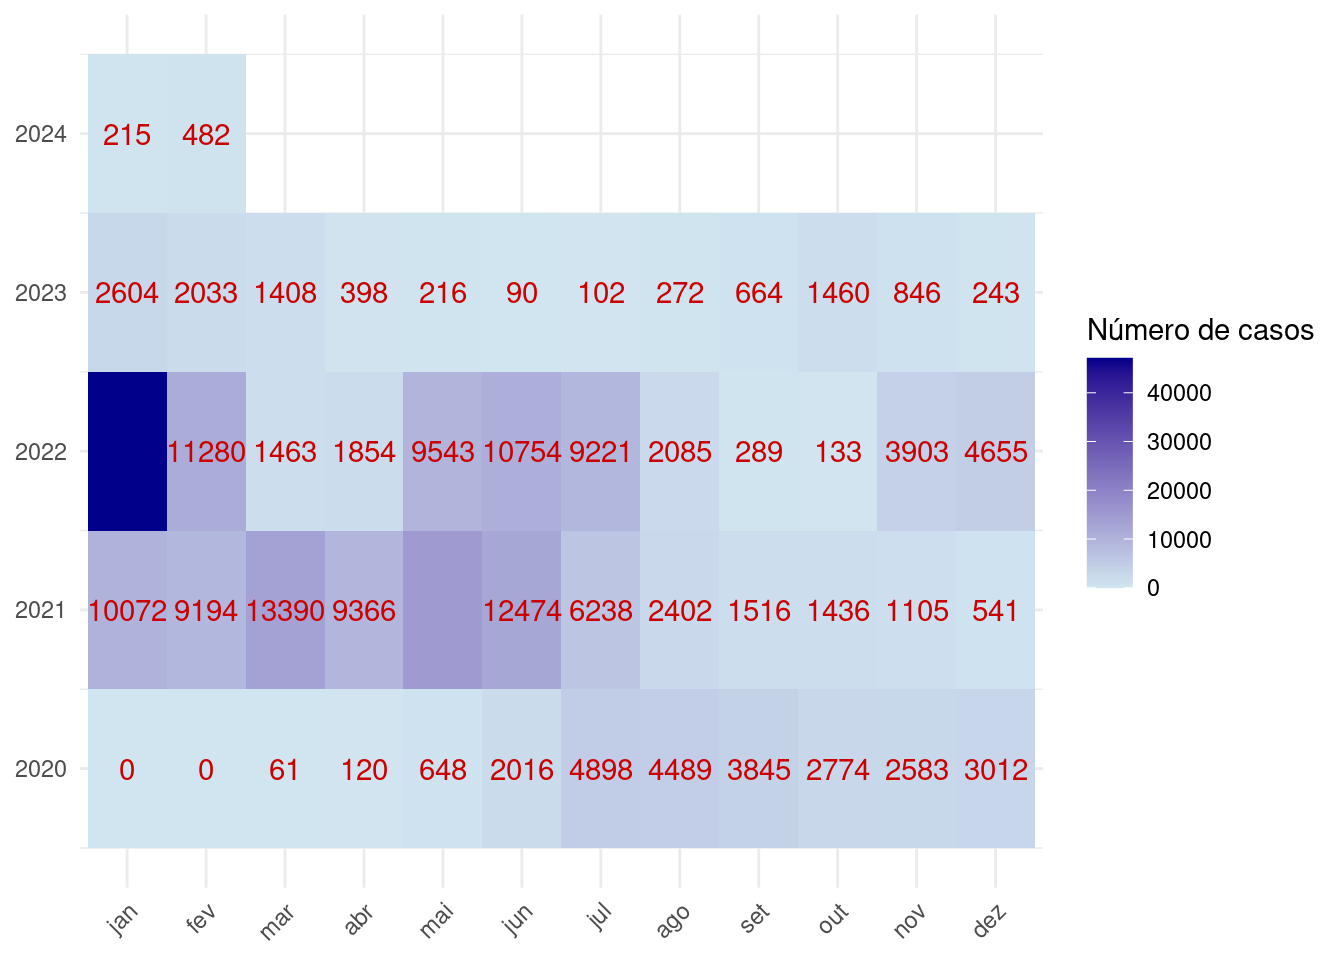 2024 215 482
2023 2604 2033 1408 398 216 90 102 272 664 1460 846 243
2022 11280 1463 1854 9543 10754 9221 2085 289 133 3903 4655
2021 10072 9194 13390 9366 12474 6238 2402 1516 1436 1105 541
2020 0 0 61 120 648 2016 4898 4489 3845 2774 2583 3012
jan fev mar abr mai jun jul ago set out nov dez
Número de casos
40000
30000
20000
10000
0